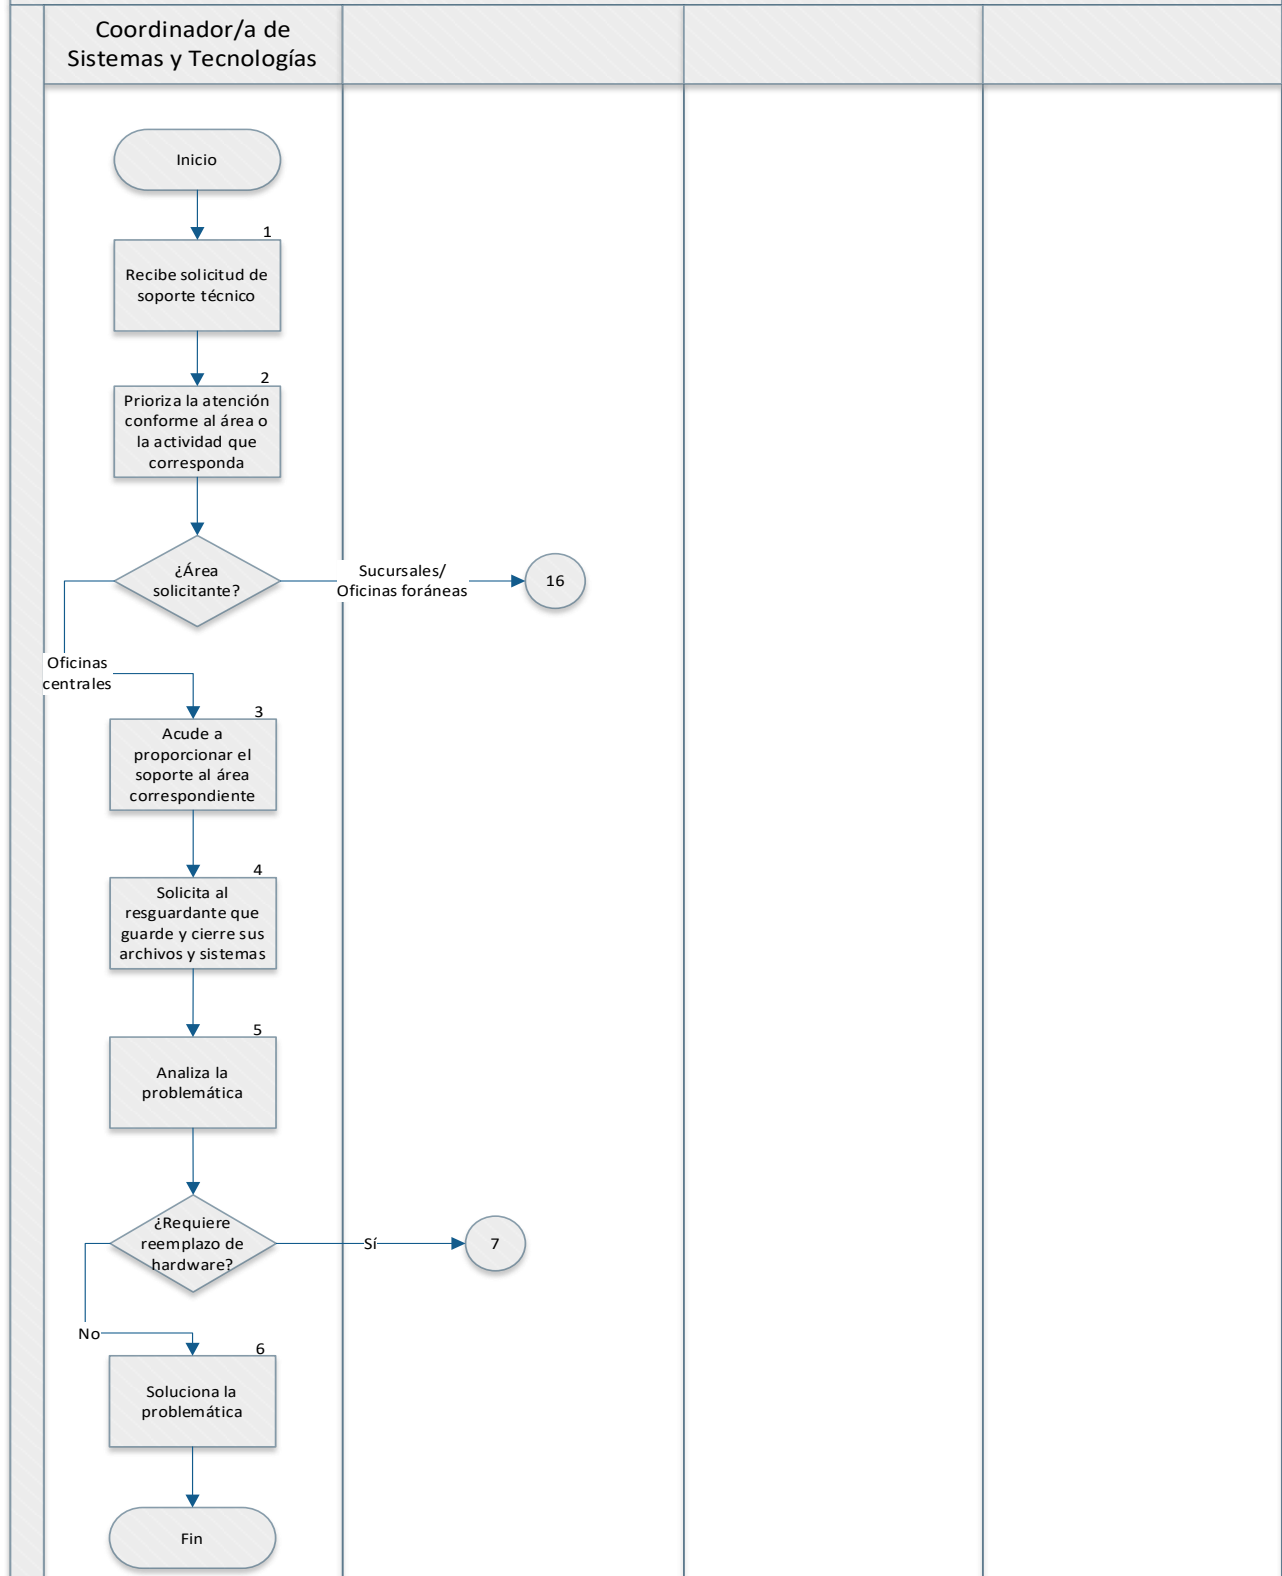 Coordinador/a de
Sistemas y Tecnologías
Inicio
1
Recibe solicitud de
soporte técnico
2
Prioriza la atención
conforme al área o
la actividad que
corresponda
¿Área
solicitante?
Sucursales/
Oficinas foráneas
16
Oficinas
centrales
3
Acude a
proporcionar el
soporte al área
correspondiente
4
Solicita al
resguardante que
guarde y cierre sus
archivos y sistemas
5
Analiza la
problemática
¿Requiere
reemplazo de
hardware?
Sí
7
No
6
Soluciona la
problemática
Fin